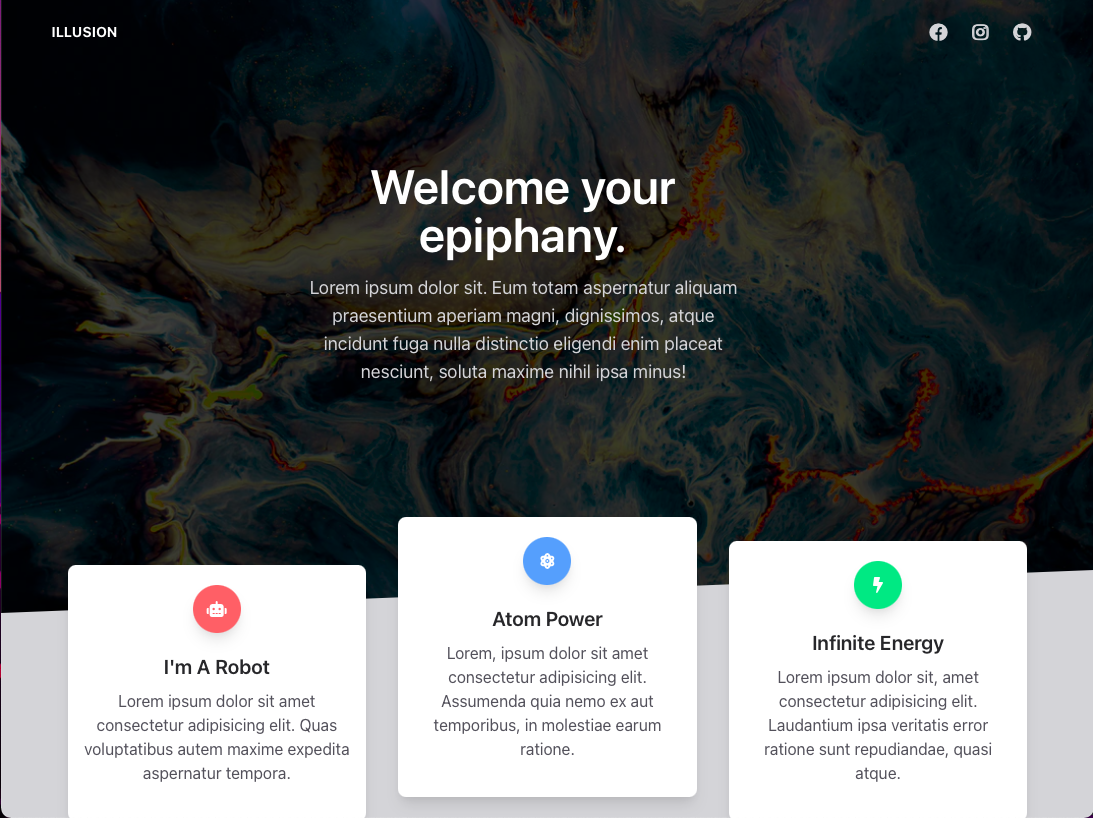 ILLUSION
Welcome your
epiphany.
Lorem ipsum dolor sit. Eum totam aspernatur aliquam
praesentium aperiam magni, dignissimos, atque
incidunt fuga nulla distinctio eligendi enim placeat
nesciunt, soluta maxime nihil ipsa minus!
I'm A Robot
Lorem ipsum dolor sit amet
consectetur adipisicing elit. Quas
voluptatibus autem maxime expedita
aspernatur tempora.
Atom Power
Lorem, ipsum dolor sit amet
consectetur adipisicing elit.
Assumenda quia nemo ex aut
temporibus, in molestiae earum
ratione.
Infinite Energy
Lorem ipsum dolor sit, amet
consectetur adipisicing elit.
Laudantium ipsa veritatis error
ratione sunt repudiandae, quasi
atque.